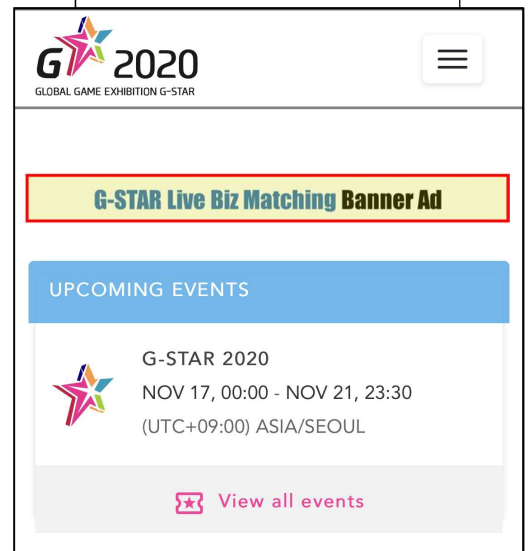 G 2020
GLOBAL GAME EXHIBITION G-STAR
G-STAR Live Biz Matching Banner Ad
UPCOMING EVENTS
G-STAR 2020
NOV 17, 00:00 - NOV 21, 23:30
(UTC+09:00) ASIA/SEOUL
View all events